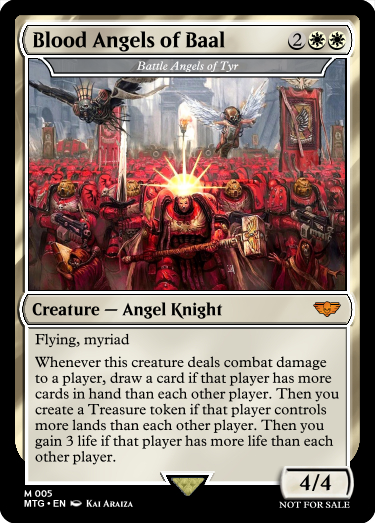 Blood Angels of Baal 2
Battle Angels of Tyr
Creature — Angel Knight
Flying, myriad
Whenever this creature deals combat damage
to a player, draw a card if that player has more
cards in hand than each other player. Then you
create a Treasure token if that player controls
more lands than each other player. Then you
gain 3 life if that player has more life than each
other player.
4/4
M 005
MTG • EN Kai Araiza
NOT FOR SALE